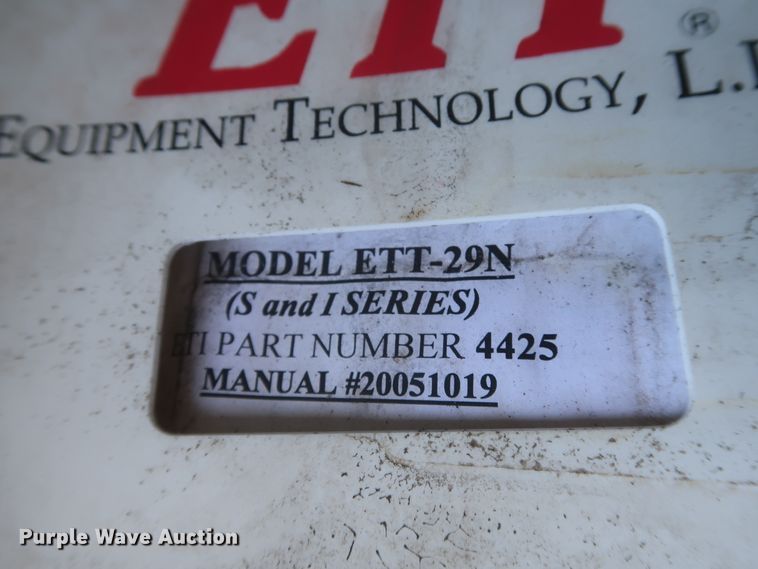 ETI ®
EQUIPMENT TECHNOLOGY, L.L
MODEL ETT-29N
(S and I SERIES)
ETI PART NUMBER 4425
MANUAL #20051019
Purple Wave Auction